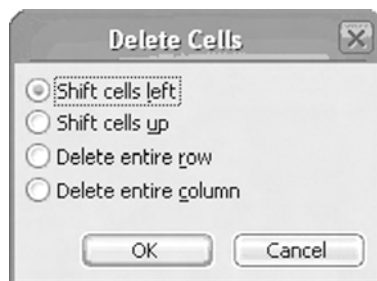 Delete Cells
Shift cells left
Shift cells up
Delete entire row
Delete entire column
OK Cancel